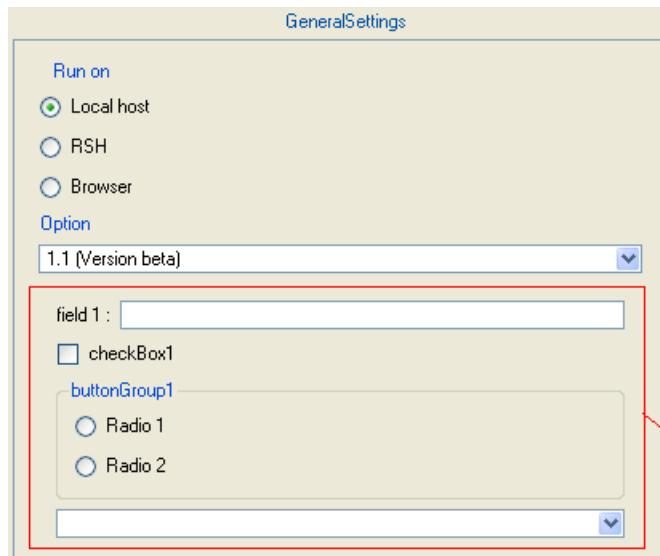 GeneralSettings
Run on
Local host
RSH
Browser
Option
1.1 (Version beta)
field 1 :
checkBox1
buttonGroup1
Radio 1
Radio 2